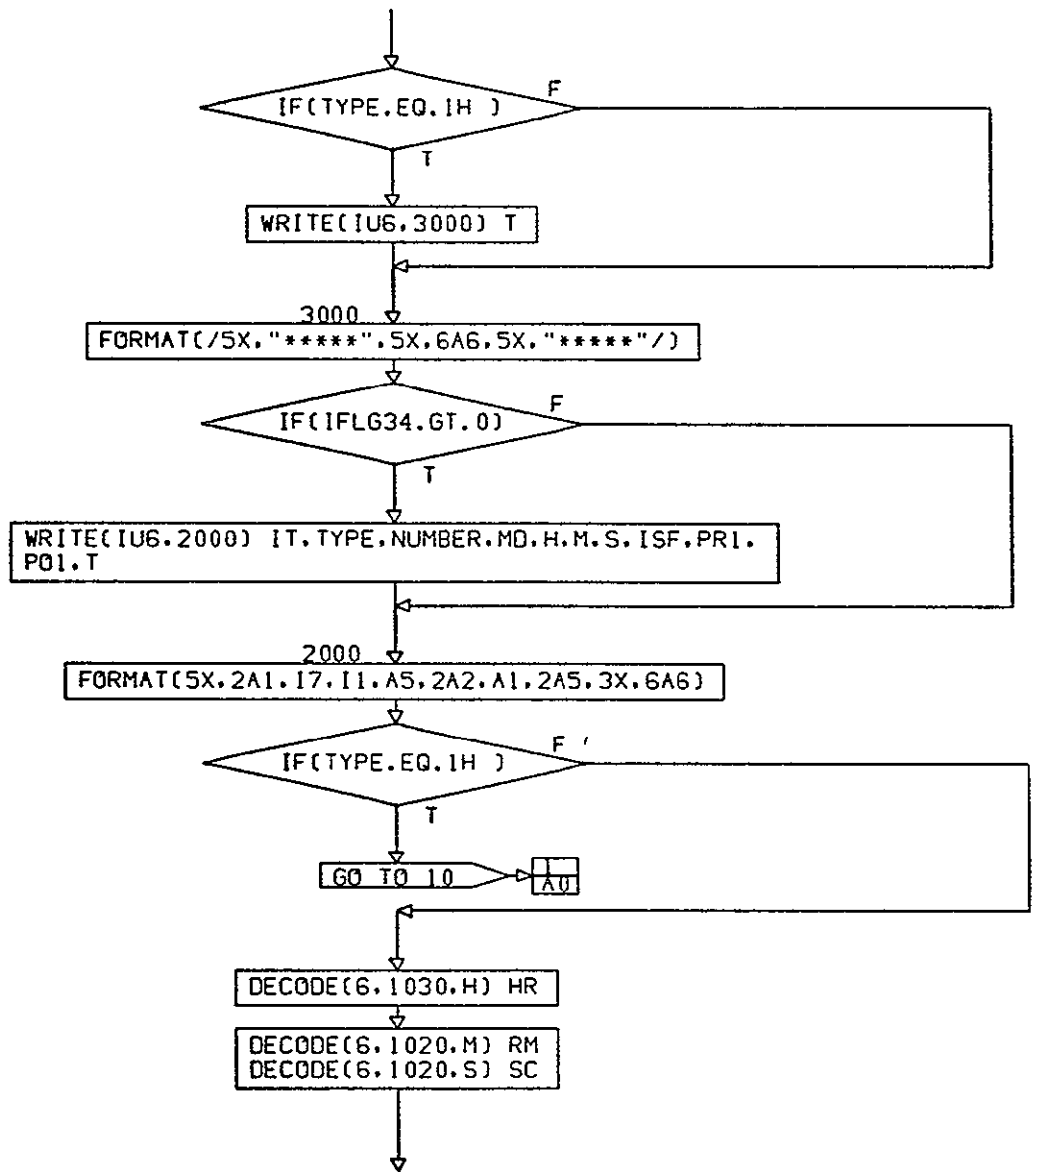 F
IF(TYPE.EQ.1H )
T
WRITE(IU6,3000) T
3000
FORMAT(/5X,"*****",5X,6A6,5X,"*****"/)
F
IF(IFLG34.GT.0)
T
WRITE(IU6,2000) IT,TYPE,NUMBER,MD,H,M,S,ISF,PR1,
PO1,T
2000
FORMAT(5X,2A1,I7,I1,A5,2A2,A1,2A5,3X,6A6)
F
IF(TYPE.EQ.1H )
T
GO TO 10
1
A0
DECODE(6,1030,H) HR
DECODE(6,1020,M) RM
DECODE(6,1020,S) SC